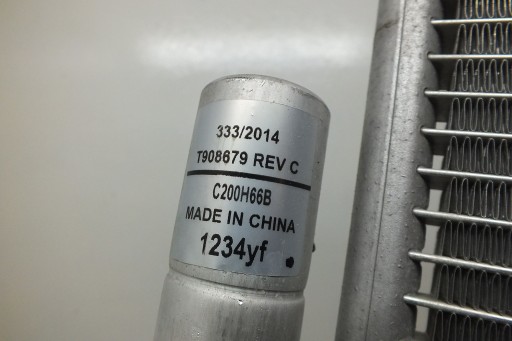 333/2014
T908679 REV C
C200H66B
MADE IN CHINA
1234yf